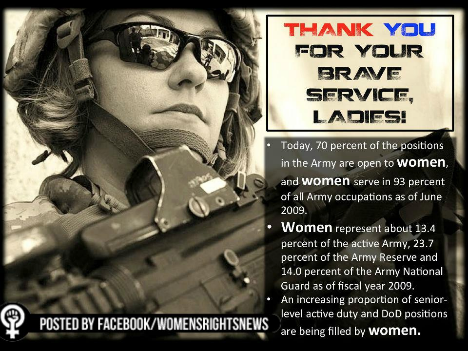 THANK YOU
FOR YOUR
BRAVE
SERVICE,
LADIES!
• Today, 70 percent of the positions
in the Army are open to women,
and women serve in 93 percent
of all Army occupations as of June
2009.
• Women represent about 13.4
percent of the active Army, 23.7
percent of the Army Reserve and
14.0 percent of the Army National
Guard as of fiscal year 2009.
• An increasing proportion of senior-
level active duty and DoD positions
are being filled by women.
POSTED BY FACEBOOK/WOMENSRIGHTSNEWS